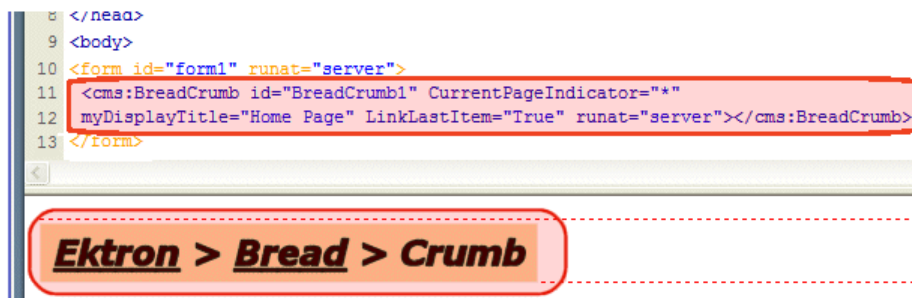 8 </head>
9 <body>
10 <form id="form1" runat="server">
11 <cms:BreadCrumb id="BreadCrumb1" CurrentPageIndicator="*"
12 myDisplayTitle="Home Page" LinkLastItem="True" runat="server"></cms:BreadCrumb>
13 </form>
Ektron > Bread > Crumb